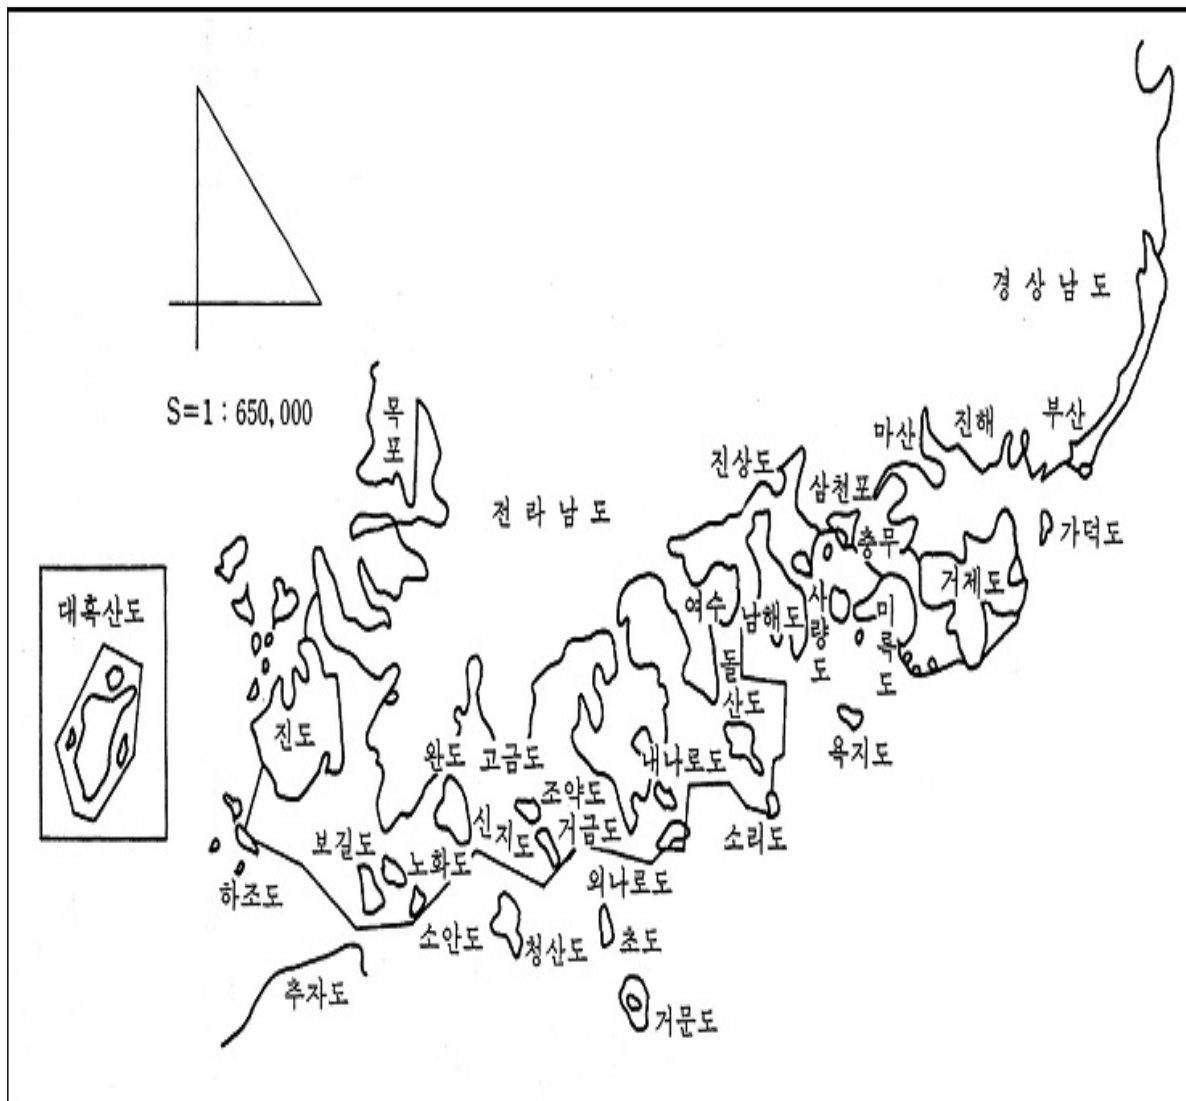 경 상 남 도
S=1 : 650,000
목포
전 라 남 도
진상도
삼천포
마산
진해
부산
가덕도
충무
거제도
대흑산도
여수
남해도
사량도
미륵도
돌산도
욕지도
진도
완도
고금도
내나로도
조약도
신지도
거금도
소리도
보길도
노화도
외나로도
하조도
소안도
청산도
초도
추자도
거문도